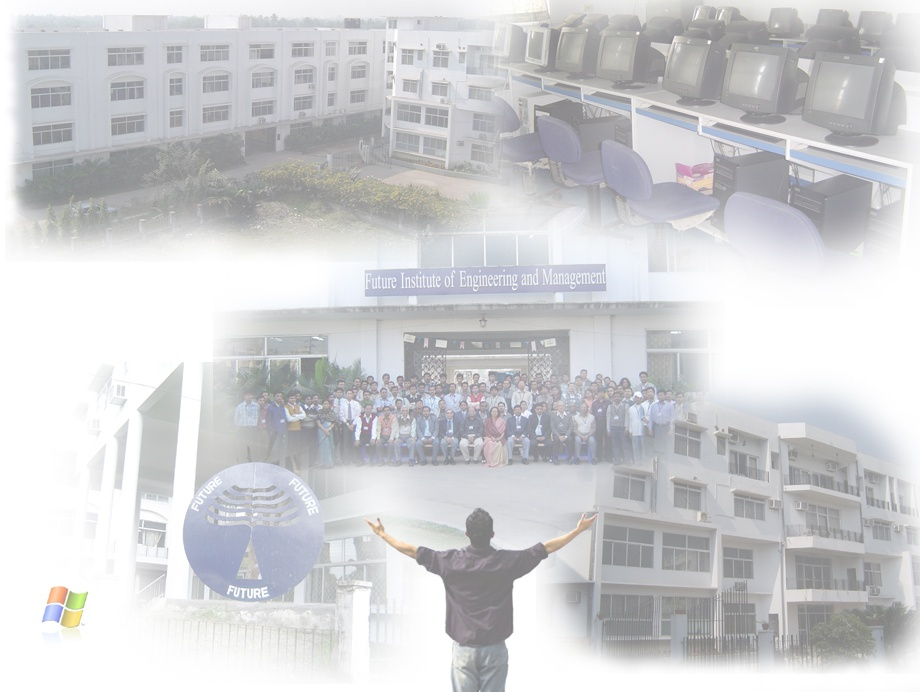 Future Institute of Engineering and Management
FUTURE
FUTURE
FUTURE